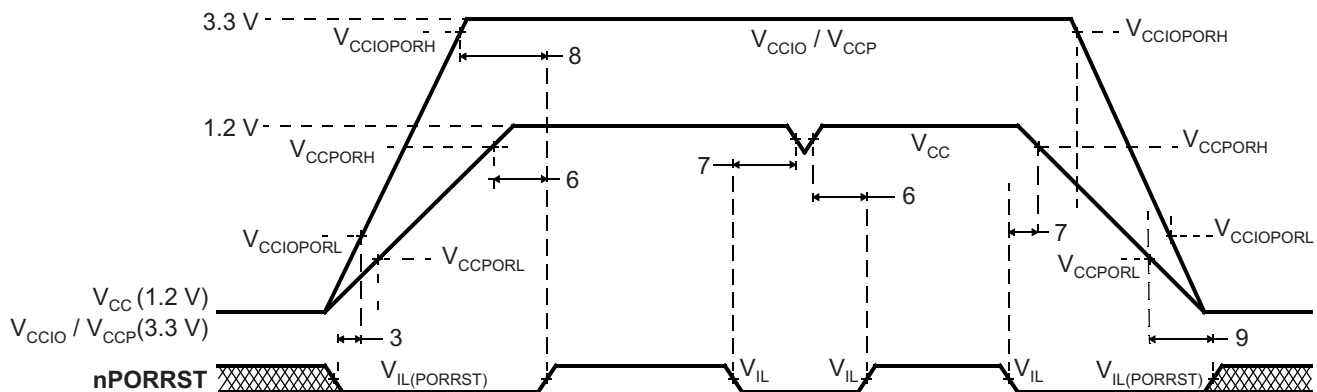 3.3 V
V_CCIOPORH
8
V_CCIO / V_CCP
V_CCIOPORH
1.2 V
V_CCPORH
6
7
V_CC
V_CCPORH
6
7
V_CCIOPORL
V_CCPORL
V_CCPORL
V_CCIOPORL
V_CC (1.2 V)
V_CCIO / V_CCP(3.3 V)
3
9
nPORRST
V_IL(PORRST)
V_IL
V_IL
V_IL
V_IL(PORRST)